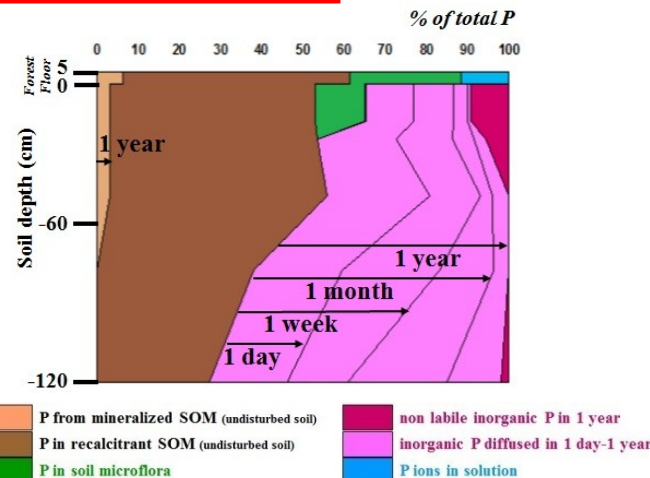 % of total P
0 10 20 30 40 50 60 70 80 90 100
Forest
Floor
5
0
1 year
Soil depth (cm)
-60
1 year
1 month
1 week
1 day
-120
P from mineralized SOM (undisturbed soil)
non labile inorganic P in 1 year
P in recalcitrant SOM (undisturbed soil)
inorganic P diffused in 1 day-1 year
P in soil microflora
P ions in solution